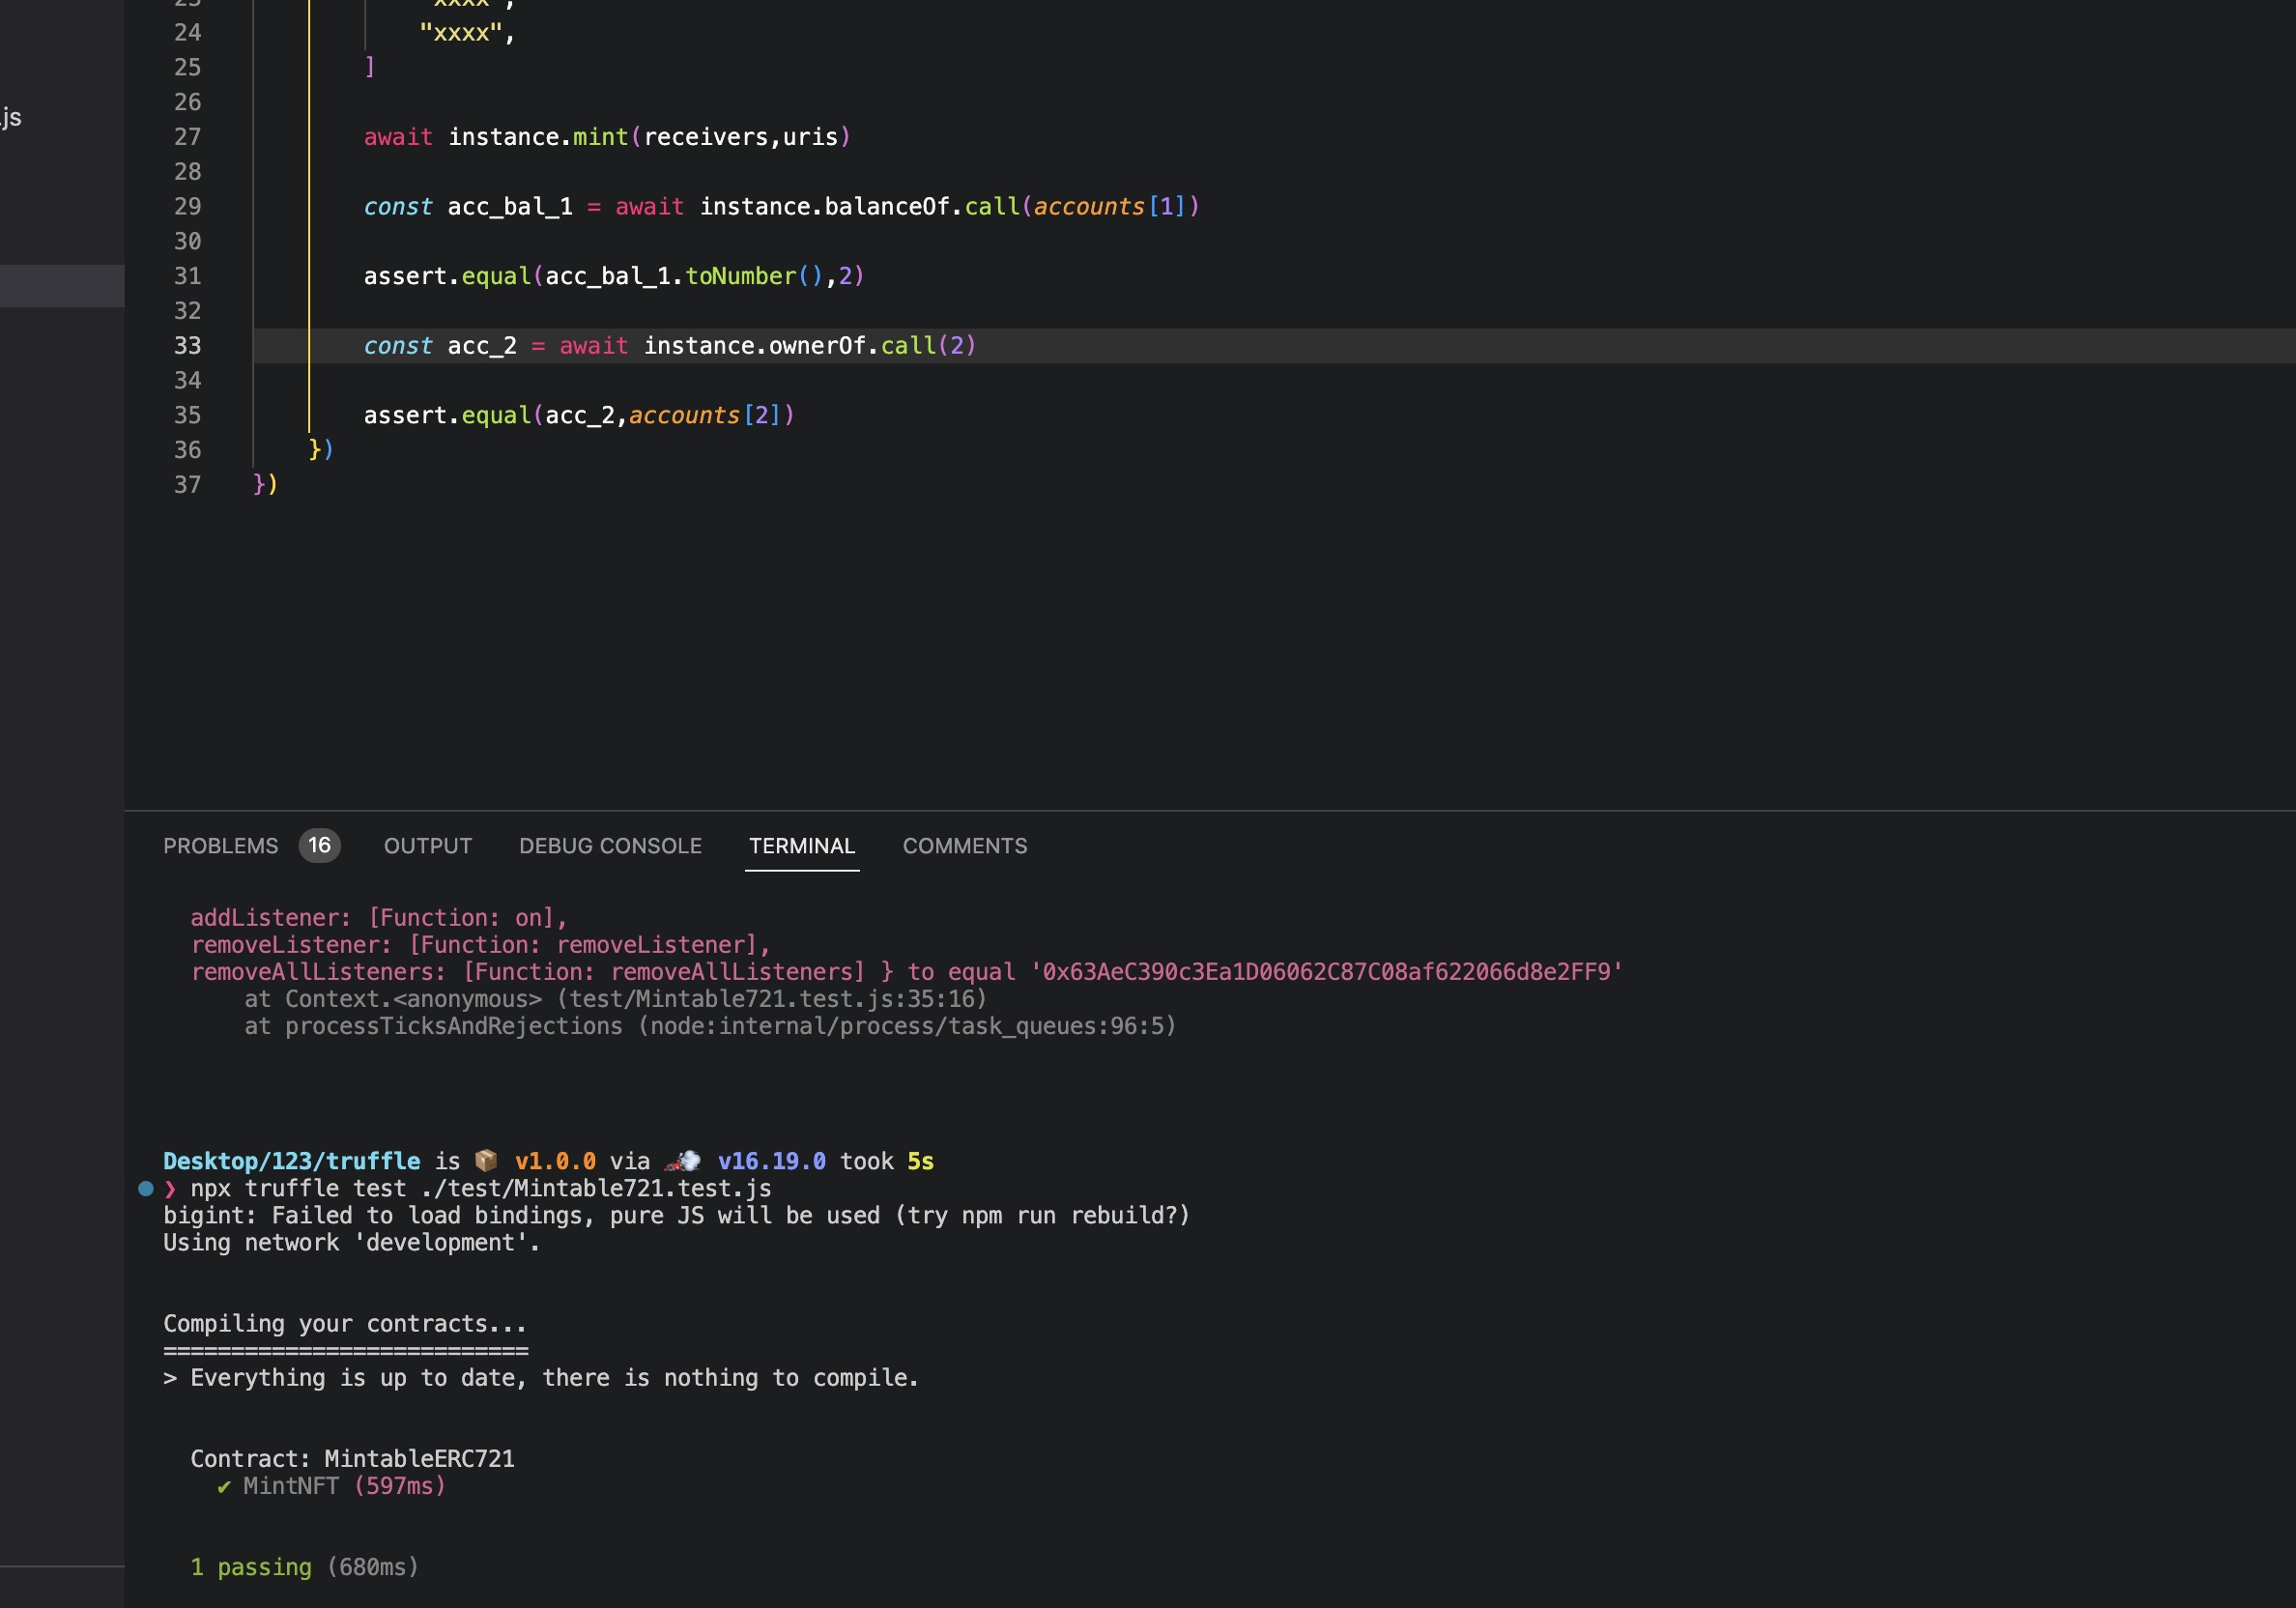 23 "xxxx",
24 "xxxx",
25 ]
26
.js
27 await instance.mint(receivers,uris)
28
29 const acc_bal_1 = await instance.balanceOf.call(accounts[1])
30
31 assert.equal(acc_bal_1.toNumber(),2)
32
33 const acc_2 = await instance.ownerOf.call(2)
34
35 assert.equal(acc_2,accounts[2])
36 })
37 })
PROBLEMS 16 OUTPUT DEBUG CONSOLE TERMINAL COMMENTS
addListener: [Function: on],
removeListener: [Function: removeListener],
removeAllListeners: [Function: removeAllListeners] } to equal '0x63AeC390c3Ea1D06062C87C08af622066d8e2FF9'
at Context.<anonymous> (test/Mintable721.test.js:35:16)
at processTicksAndRejections (node:internal/process/task_queues:96:5)
Desktop/123/truffle is 📦 v1.0.0 via 🏎💨 v16.19.0 took 5s
❯ npx truffle test ./test/Mintable721.test.js
bigint: Failed to load bindings, pure JS will be used (try npm run rebuild?)
Using network 'development'.
Compiling your contracts...
===========================
> Everything is up to date, there is nothing to compile.
Contract: MintableERC721
✔ MintNFT (597ms)
1 passing (680ms)